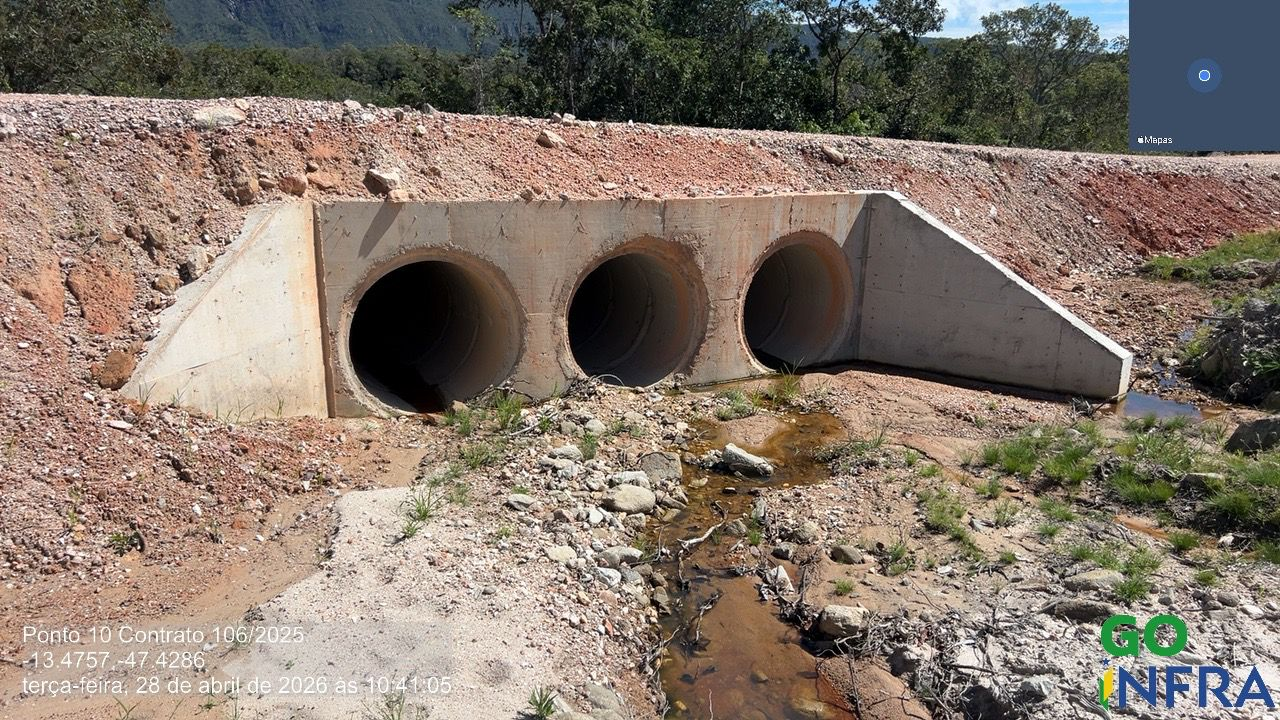 Mapas
Ponto 10 Contrato 106/2025
-13.4757,-47.4286
terça-feira, 28 de abril de 2026 às 10:41:05
GO
INFRA